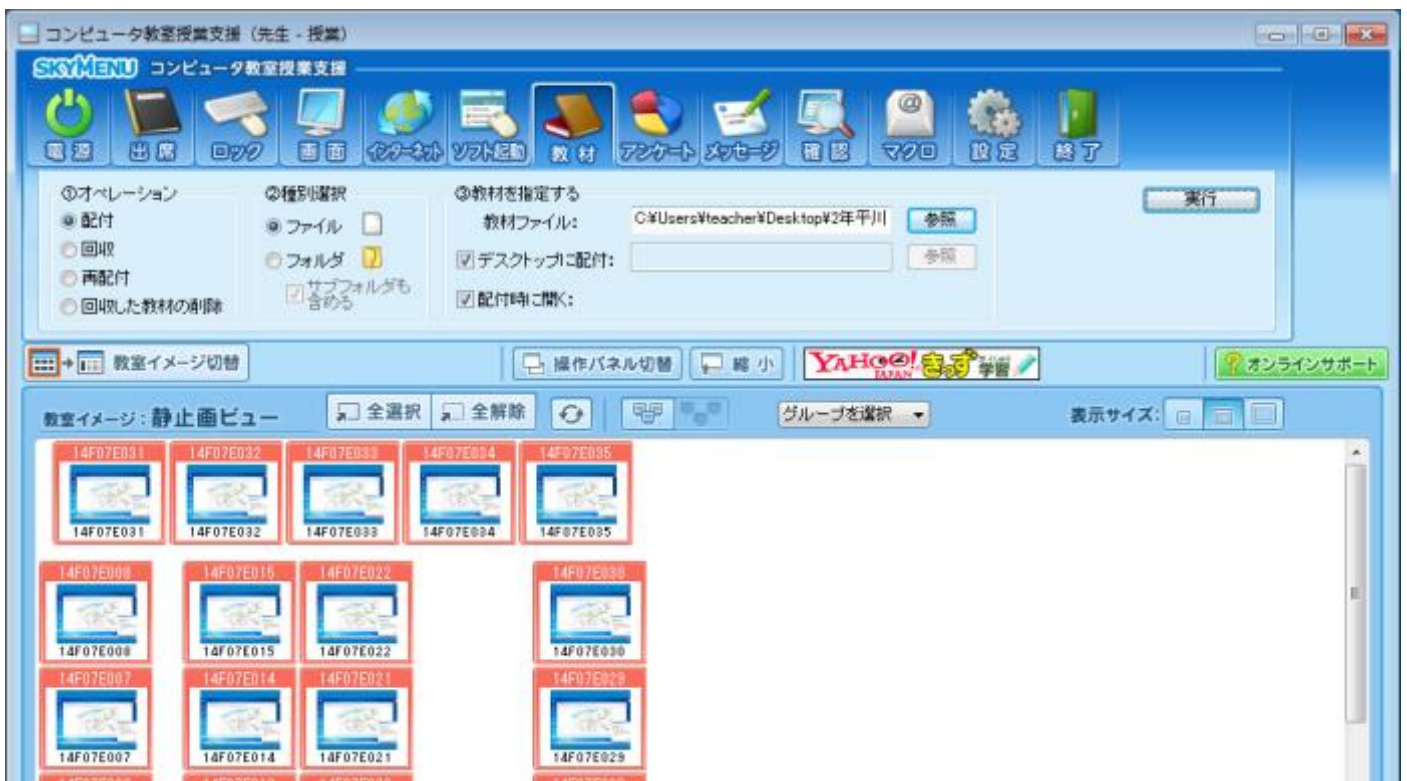 コンピュータ教室授業支援（先生 - 授業）
SKYMENU コンピュータ教室授業支援
電源 出席 ロック 画面 インターネット ソフト起動 教材 アンケート メッセージ 確認 マクロ 設定 終了
①オペレーション ②種別選択 ③教材を指定する 実行
配付 ファイル 教材ファイル: C:¥Users¥teacher¥Desktop¥2年平川 参照
回収 フォルダ デスクトップに配付: 参照
再配付 サブフォルダも含める 配付時に開く:
回収した教材の削除
教室イメージ切替 操作パネル切替 縮小 YAHOO! JAPAN きっず 学習 オンラインサポート
教室イメージ：静止画ビュー 全選択 全解除 グループを選択 表示サイズ:
14F07E031 14F07E032 14F07E033 14F07E034 14F07E035
14F07E031 14F07E032 14F07E033 14F07E034 14F07E035
14F07E008 14F07E015 14F07E022 14F07E030
14F07E008 14F07E015 14F07E022 14F07E030
14F07E007 14F07E014 14F07E021 14F07E029
14F07E007 14F07E014 14F07E021 14F07E029